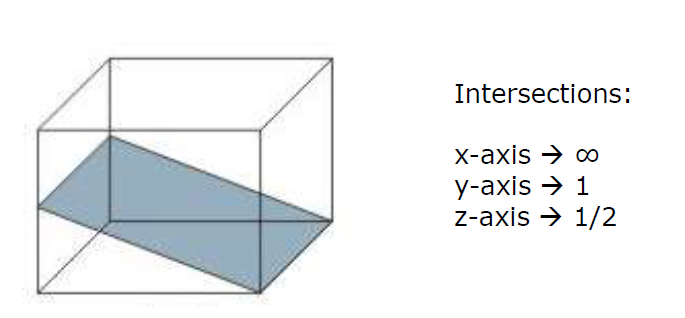 Intersections:
x-axis → ∞
y-axis → 1
z-axis → 1/2